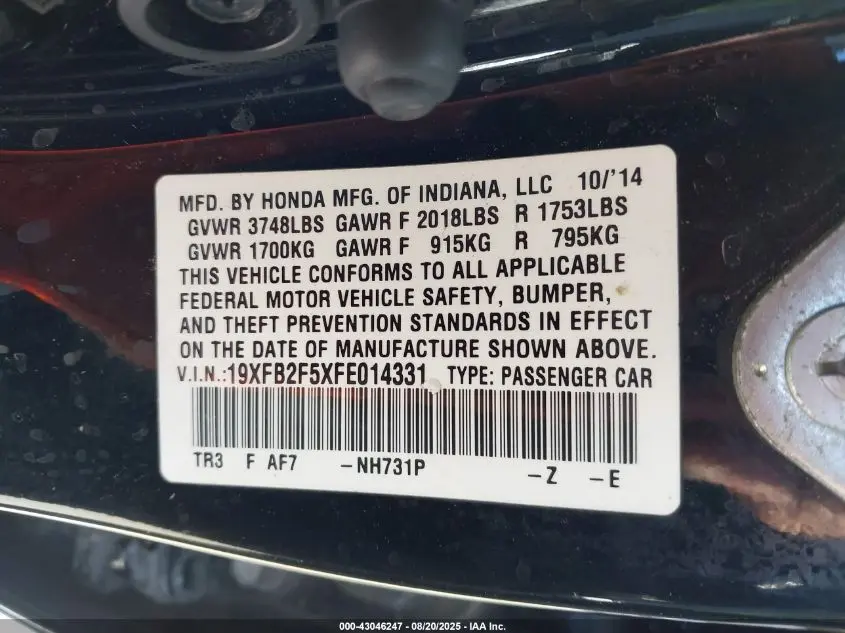 MFD. BY HONDA MFG. OF INDIANA, LLC 10/'14
GVWR 3748LBS GAWR F 2018LBS R 1753LBS
GVWR 1700KG GAWR F 915KG R 795KG
THIS VEHICLE CONFORMS TO ALL APPLICABLE
FEDERAL MOTOR VEHICLE SAFETY, BUMPER,
AND THEFT PREVENTION STANDARDS IN EFFECT
ON THE DATE OF MANUFACTURE SHOWN ABOVE.
V.I.N.:19XFB2F5XFE014331 TYPE: PASSENGER CAR
TR3 F AF7 -NH731P -Z -E
000-43046247 - 08/20/2025 - IAA Inc.